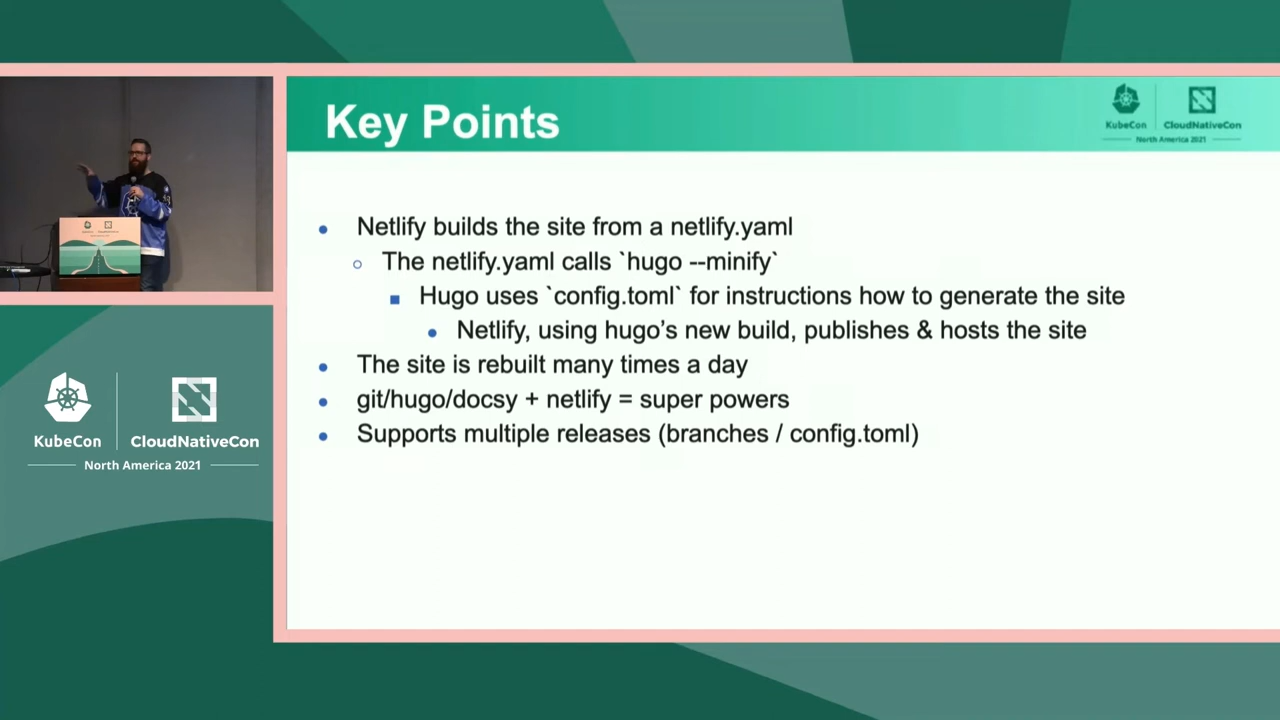 Key Points
KubeCon
CloudNativeCon
North America 2021
• Netlify builds the site from a netlify.yaml
○ The netlify.yaml calls `hugo --minify`
■ Hugo uses `config.toml` for instructions how to generate the site
• Netlify, using hugo’s new build, publishes & hosts the site
• The site is rebuilt many times a day
• git/hugo/docsy + netlify = super powers
• Supports multiple releases (branches / config.toml)
KubeCon
CloudNativeCon
North America 2021